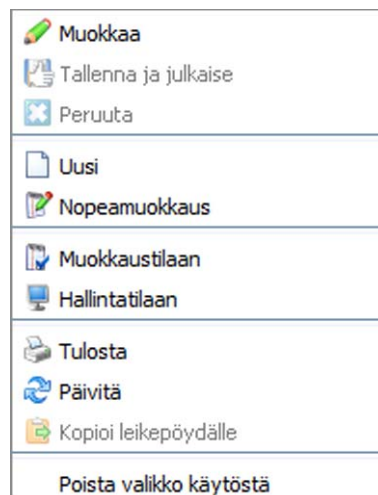 Muokkaa
Tallenna ja julkaise
Peruuta
Uusi
Nopeamuokkaus
Muokkaustilaan
Hallintatilaan
Tulosta
Päivitä
Kopioi leikepöydälle
Poista valikko käytöstä